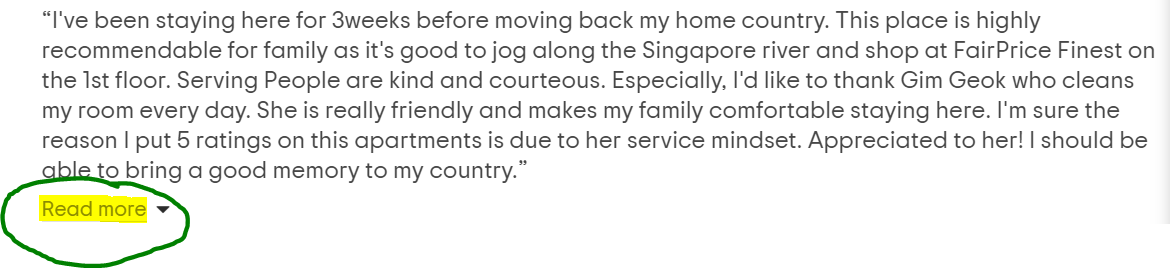 “I've been staying here for 3weeks before moving back my home country. This place is highly
recommendable for family as it's good to jog along the Singapore river and shop at FairPrice Finest on
the 1st floor. Serving People are kind and courteous. Especially, I'd like to thank Gim Geok who cleans
my room every day. She is really friendly and makes my family comfortable staying here. I'm sure the
reason I put 5 ratings on this apartments is due to her service mindset. Appreciated to her! I should be
able to bring a good memory to my country.”
Read more